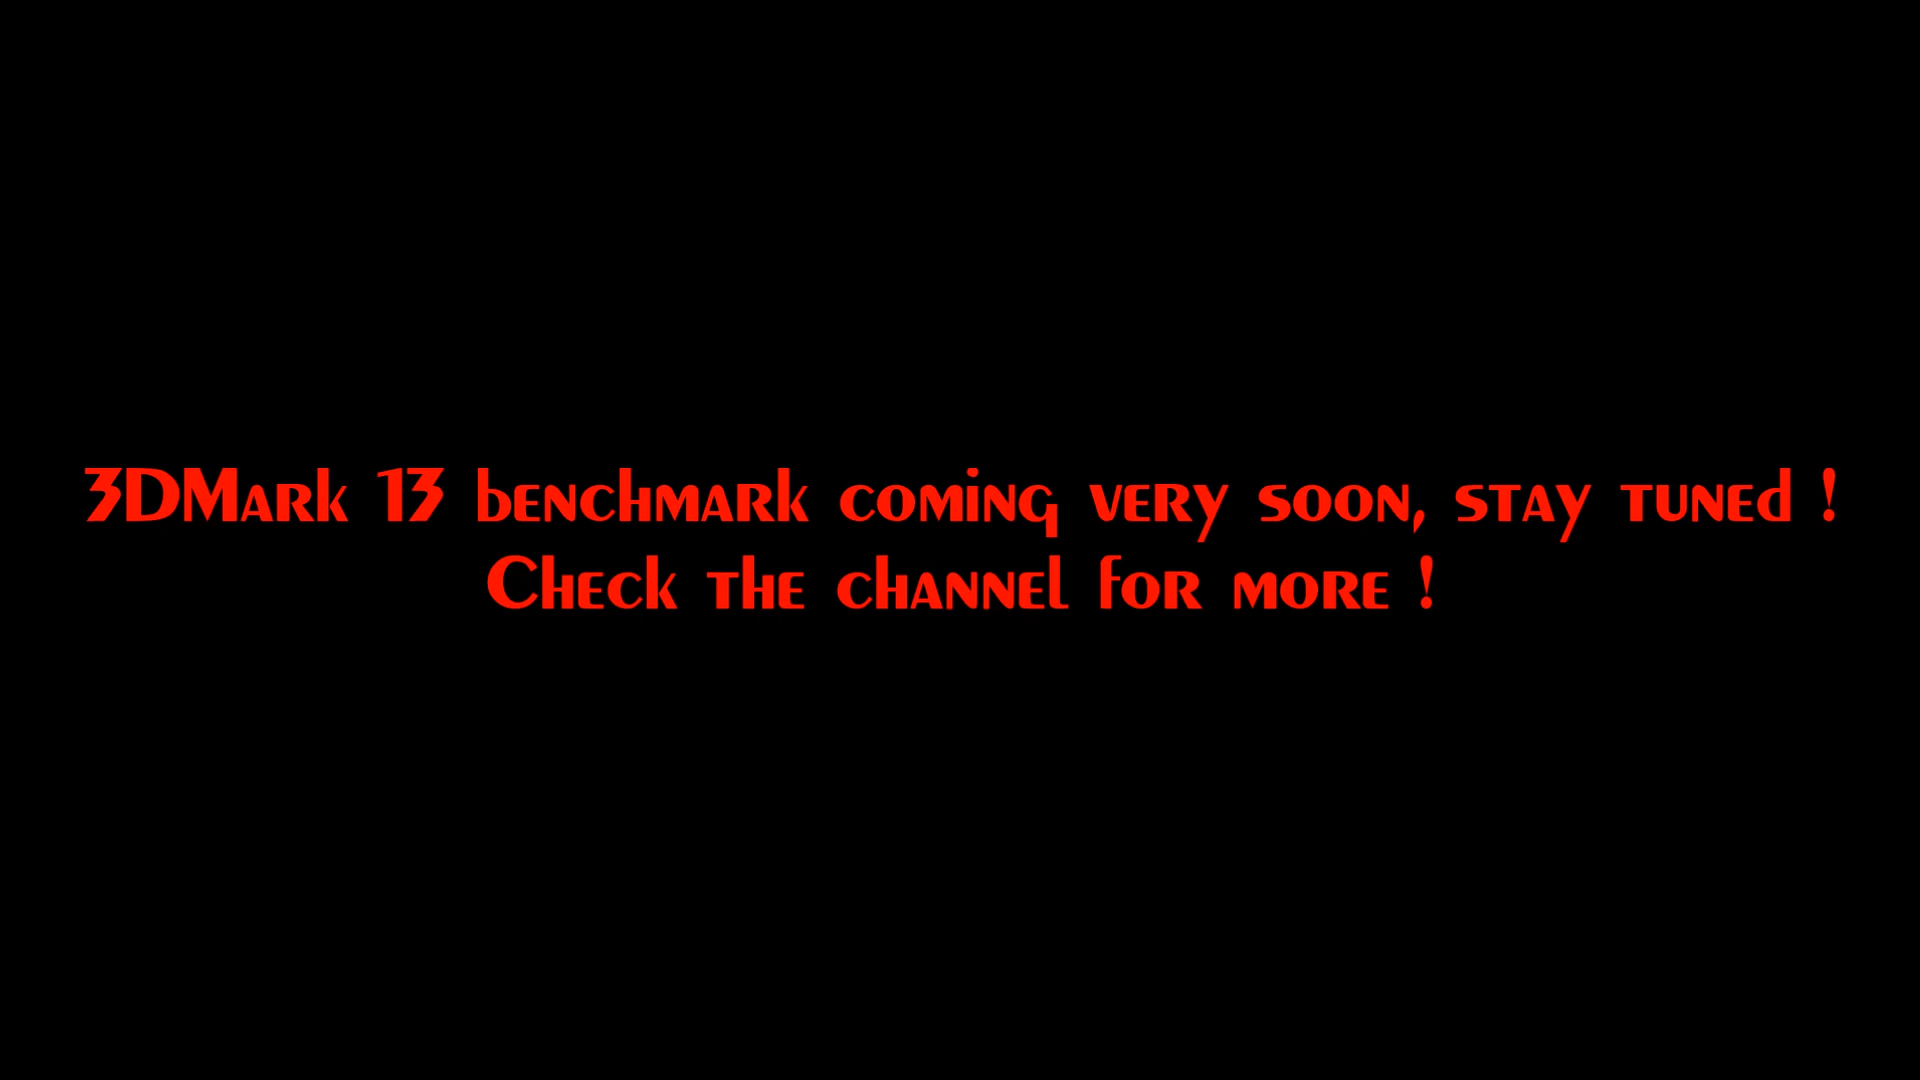 3DMark 13 benchmark coming very soon, stay tuned !
Check the channel for more !